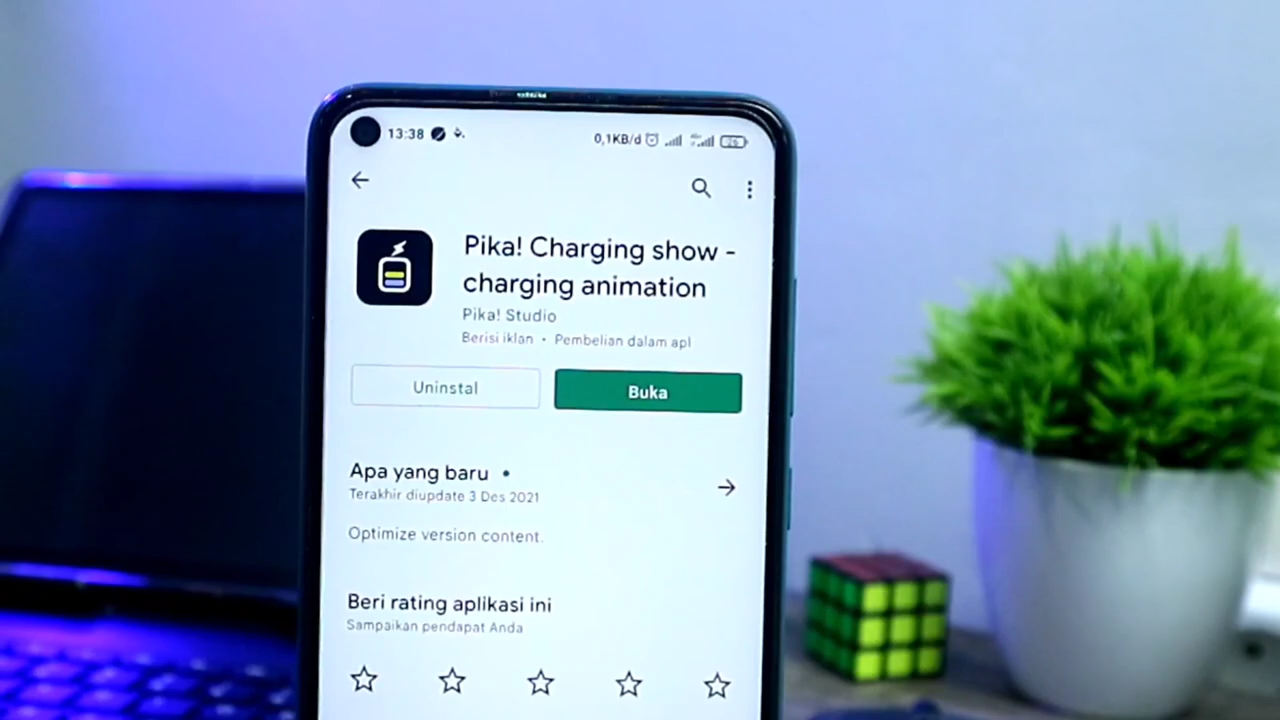 13:38
0,1KB/d
26
Pika! Charging show -
charging animation
Pika! Studio
Berisi iklan • Pembelian dalam apl
Uninstal
Buka
Apa yang baru •
Terakhir diupdate 3 Des 2021
Optimize version content.
Beri rating aplikasi ini
Sampaikan pendapat Anda